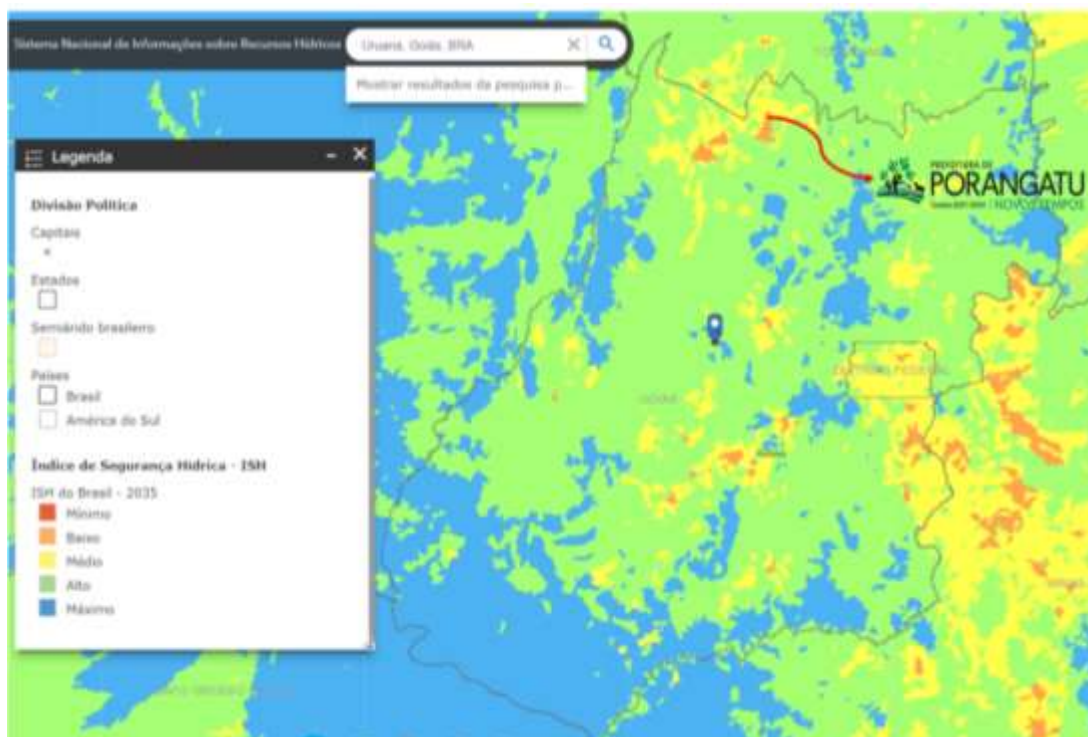 Sistema Nacional de Informações sobre Recursos Hídricos
Uruana, Goiás, BRA
Mostrar resultados da pesquisa p...
Legenda
Divisão Política
Capitais
Estados
Semiárido brasileiro
Países
Brasil
América do Sul
Índice de Segurança Hídrica - ISH
ISH do Brasil - 2035
Mínimo
Baixo
Médio
Alto
Máximo
PREFEITURA DE
PORANGATU
NOVOS TEMPOS
DISTRITO FEDERAL
GOIÁS